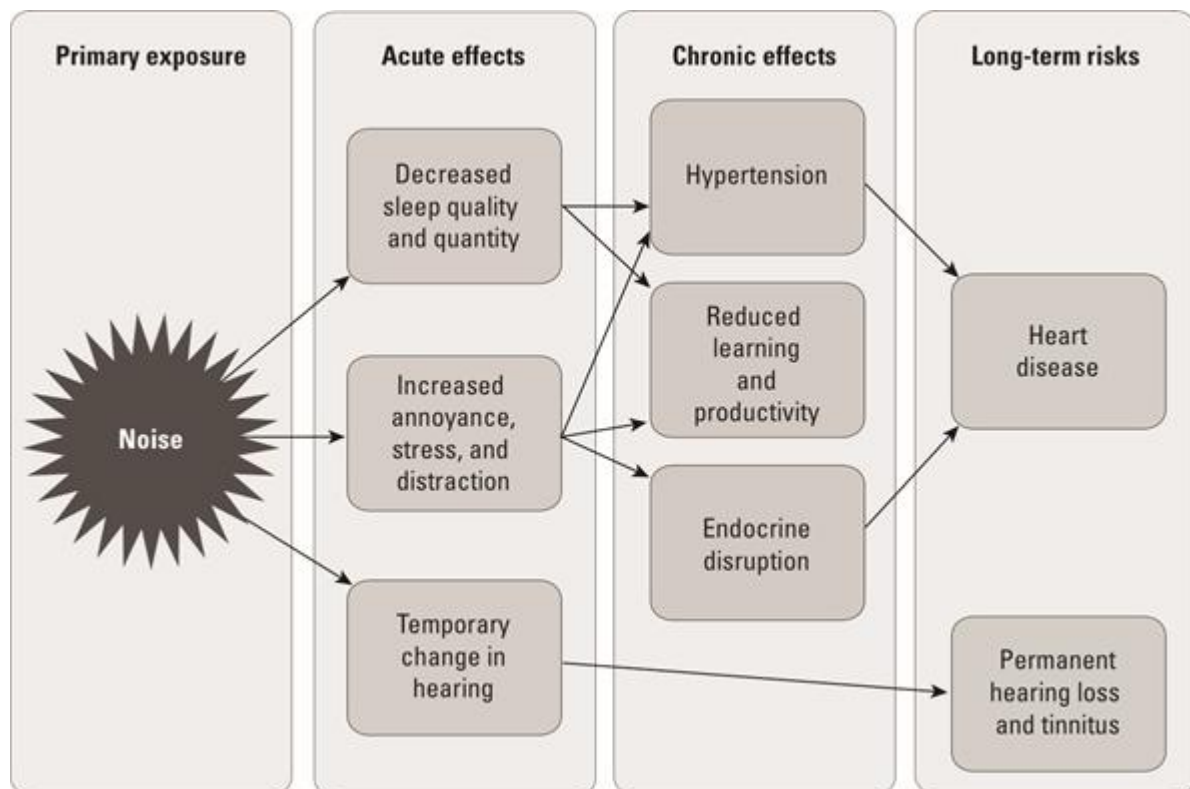 Primary exposure
Acute effects
Chronic effects
Long-term risks
Noise
Decreased
sleep quality
and quantity
Increased
annoyance,
stress, and
distraction
Temporary
change in
hearing
Hypertension
Reduced
learning
and
productivity
Endocrine
disruption
Heart
disease
Permanent
hearing loss
and tinnitus